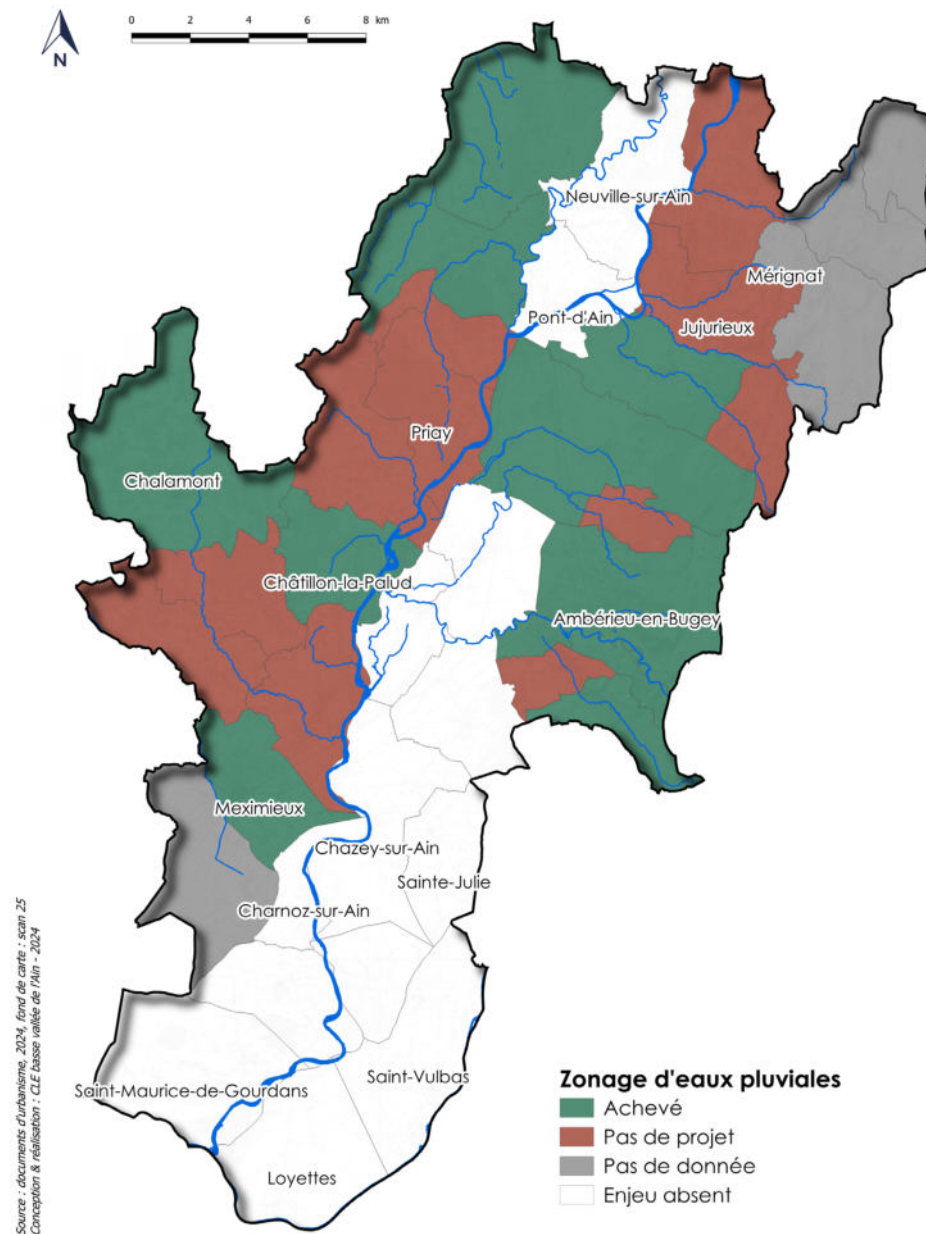 0 2 4 6 8 km
N
Neuville-sur-Ain
Mérignat
Pont-d'Ain
Jujurieux
Priay
Chalamont
Châtillon-la-Palud
Ambérieu-en-Bugey
Meximieux
Chazey-sur-Ain
Sainte-Julie
Charnoz-sur-Ain
Saint-Vulbas
Saint-Maurice-de-Gourdans
Loyettes
Zonage d'eaux pluviales
Achevé
Pas de projet
Pas de donnée
Enjeu absent
Source : documents d'urbanisme, 2024, fond de carte : scan 25
Conception & réalisation : CLE basse vallée de l'Ain - 2024